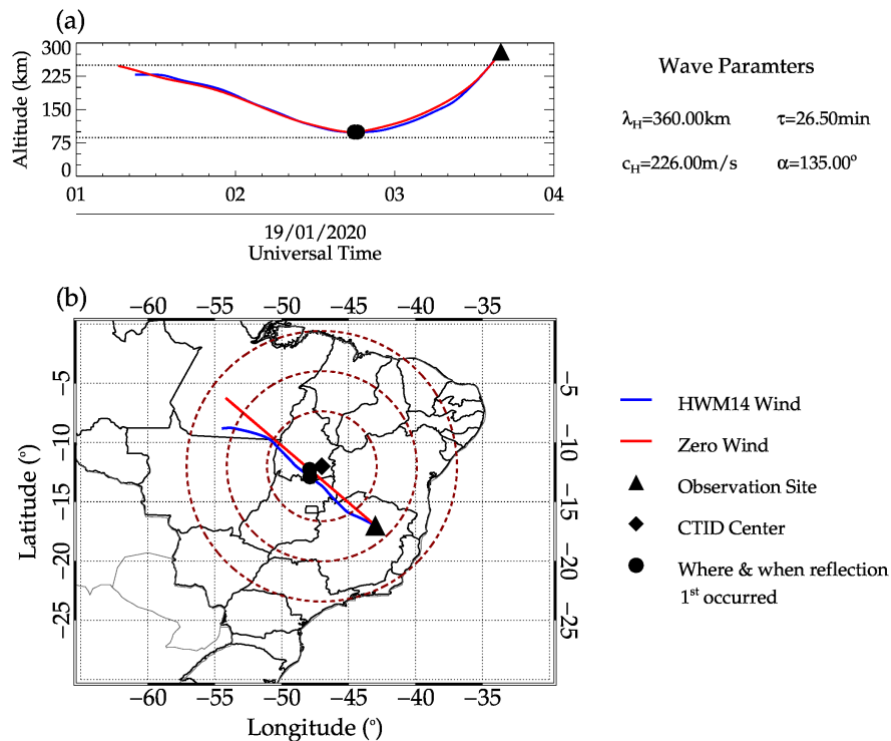 (a)
Altitude (km)
300
225
150
75
0
01 02 03 04
19/01/2020
Universal Time
Wave Paramters
λH=360.00km τ=26.50min
cH=226.00m/s α=135.00º
(b)
−60 −55 −50 −45 −40 −35
Latitude (º)
−5 −5
−10 −10
−15 −15
−20 −20
−25 −25
−60 −55 −50 −45 −40 −35
Longitude (º)
HWM14 Wind
Zero Wind
Observation Site
CTID Center
Where & when reflection
1st occurred